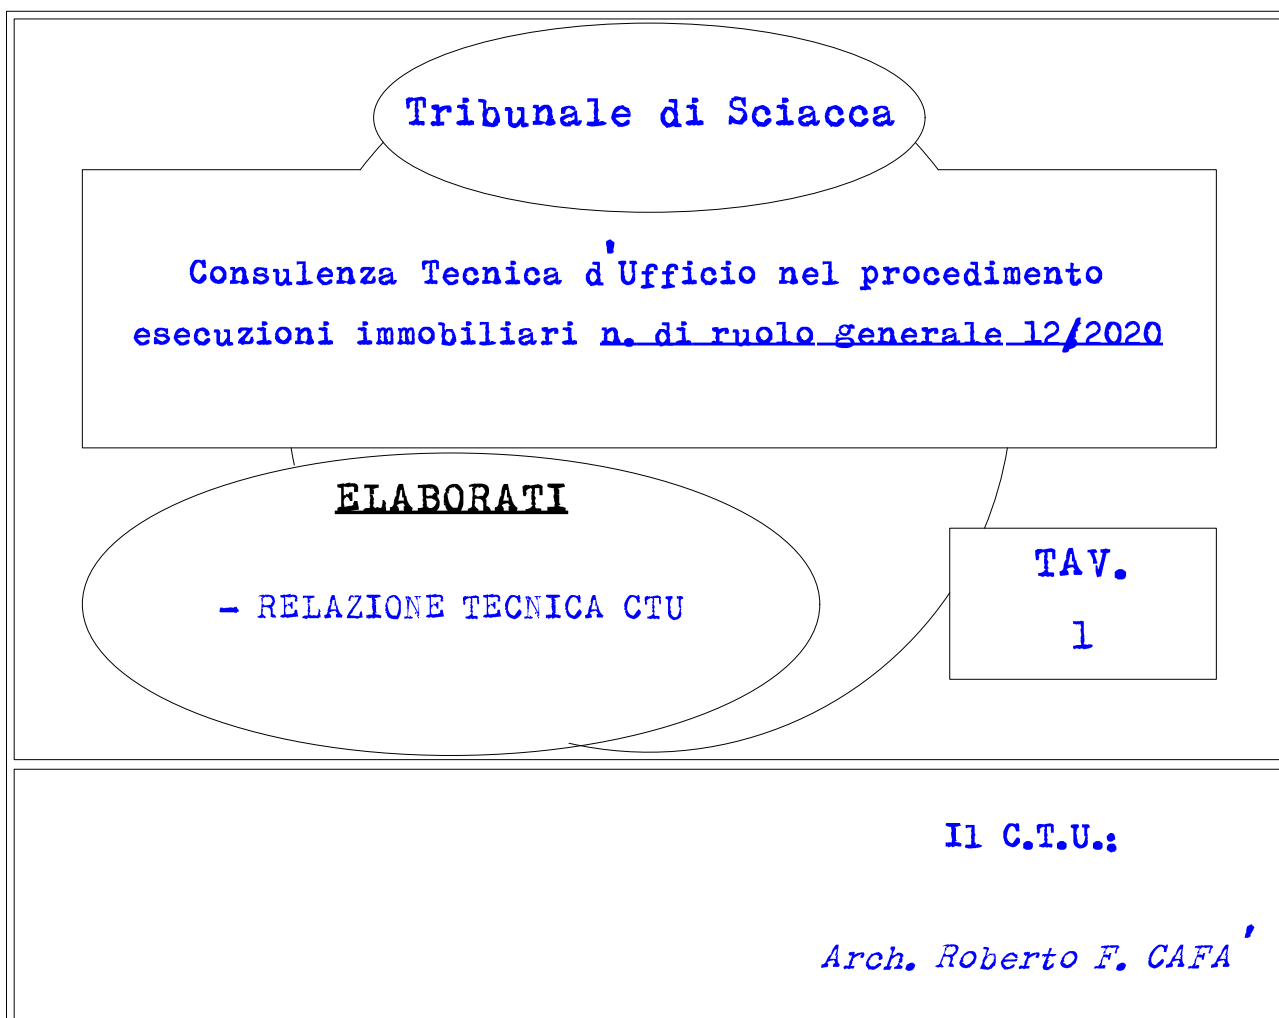 Tribunale di Sciacca
Consulenza Tecnica d'Ufficio nel procedimento
esecuzioni immobiliari n. di ruolo generale 12/2020
ELABORATI
- RELAZIONE TECNICA CTU
TAV.
1
Il C.T.U.:
Arch. Roberto F. CAFA'